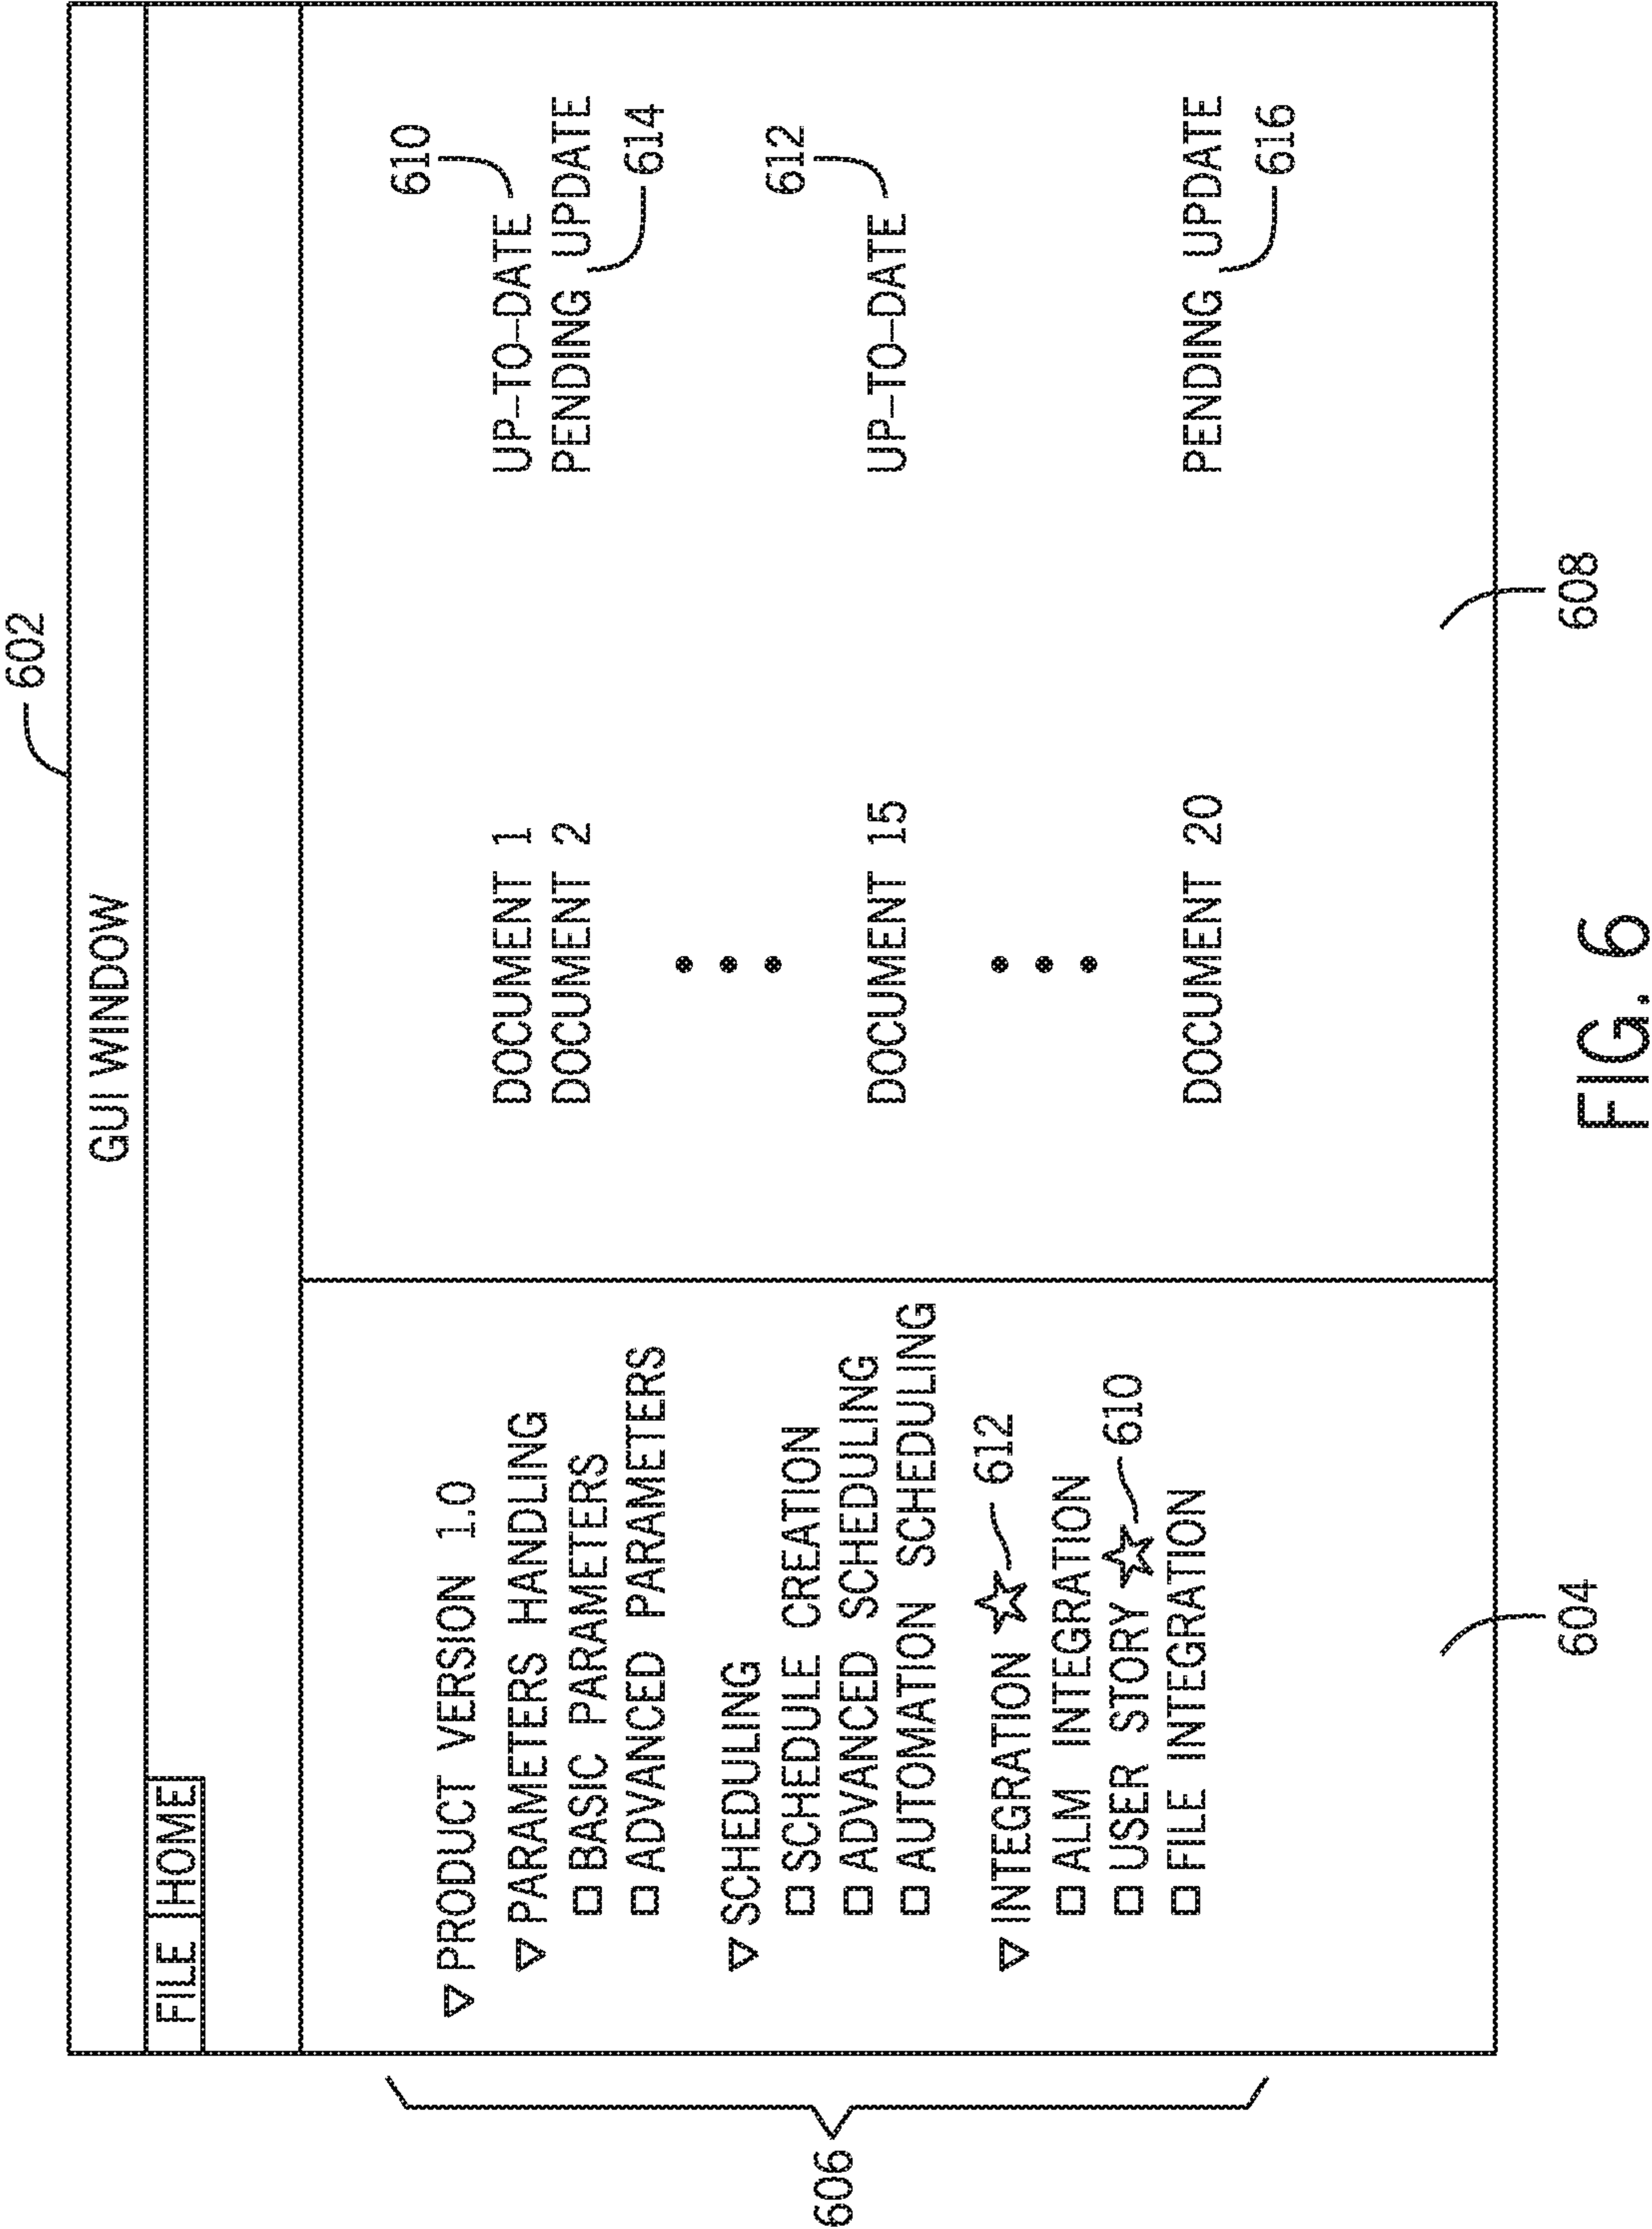 602
GUI WINDOW
FILE HOME
PRODUCT VERSION 1.0
PARAMETERS HANDLING
BASIC PARAMETERS
ADVANCED PARAMETERS
SCHEDULING
SCHEDULE CREATION
ADVANCED SCHEDULING
AUTOMATION SCHEDULING
INTEGRATION 612
ALM INTEGRATION
USER STORY 610
FILE INTEGRATION
606
604
610
DOCUMENT 1 UP-TO-DATE
DOCUMENT 2 PENDING UPDATE
614
612
DOCUMENT 15 UP-TO-DATE
DOCUMENT 20 PENDING UPDATE
616
608
FIG. 6